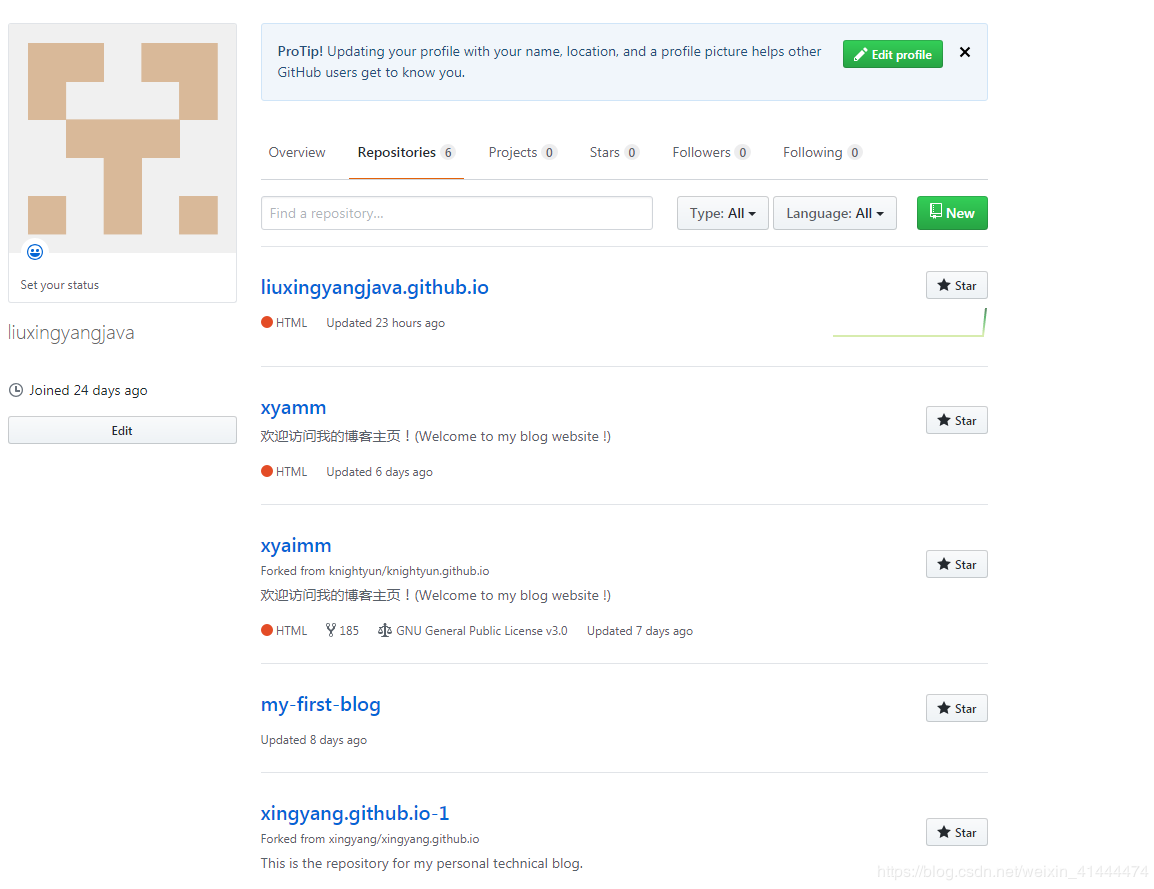 ProTip! Updating your profile with your name, location, and a profile picture helps other
GitHub users get to know you.
Edit profile
Overview Repositories 6 Projects 0 Stars 0 Followers 0 Following 0
Find a repository... Type: All Language: All New
Set your status
liuxingyangjava
Joined 24 days ago
Edit
liuxingyangjava.github.io
Star
HTML Updated 23 hours ago
xyamm
Star
欢迎访问我的博客主页！(Welcome to my blog website !)
HTML Updated 6 days ago
xyaimm
Star
Forked from knightyun/knightyun.github.io
欢迎访问我的博客主页！(Welcome to my blog website !)
HTML 185 GNU General Public License v3.0 Updated 7 days ago
my-first-blog
Star
Updated 8 days ago
xingyang.github.io-1
Star
Forked from xingyang/xingyang.github.io
This is the repository for my personal technical blog.
https://blog.csdn.net/weixin_41444474